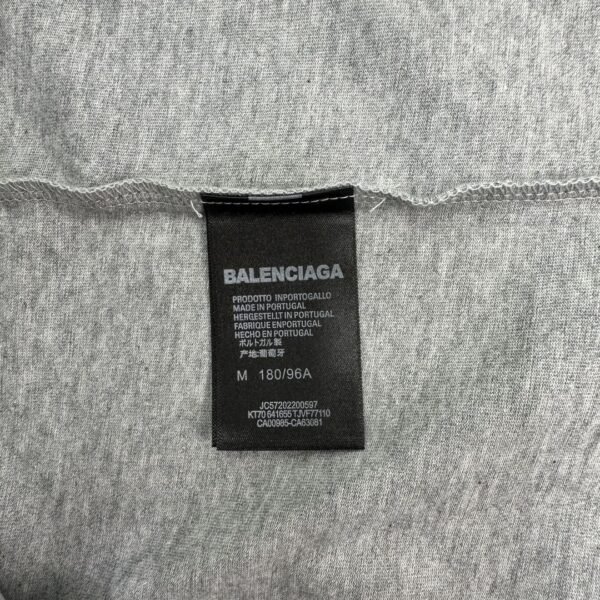 BALENCIAGA
PRODOTTO INPORTOGALLO
MADE IN PORTUGAL
HERGESTELLT IN PORTUGAL
FABRIQUE ENPORTUGAL
HECHO EN PORTUGAL
ポルトガル製
产地:葡萄牙
M 180/96A
JC57202200597
KT70 641655 TJVF77110
CA00985-CA63081